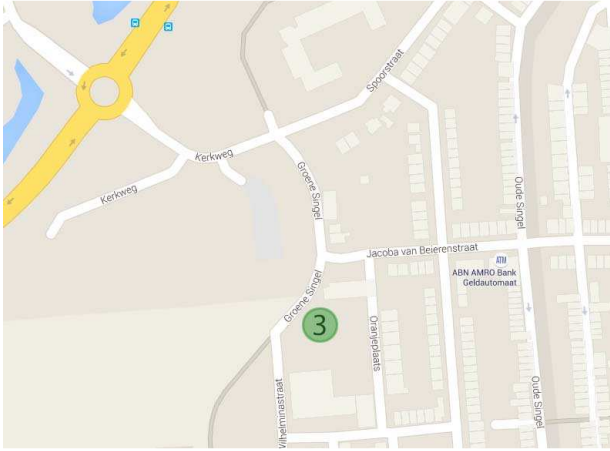 Spoorstraat
Kerkweg
Kerkweg
Groene Singel
Oude Singel
Jacoba van Beierenstraat
ATM
ABN AMRO Bank
Geldautomaat
Groene Singel
3
Oranjeplaats
Wilhelminastraat
Oude Singel